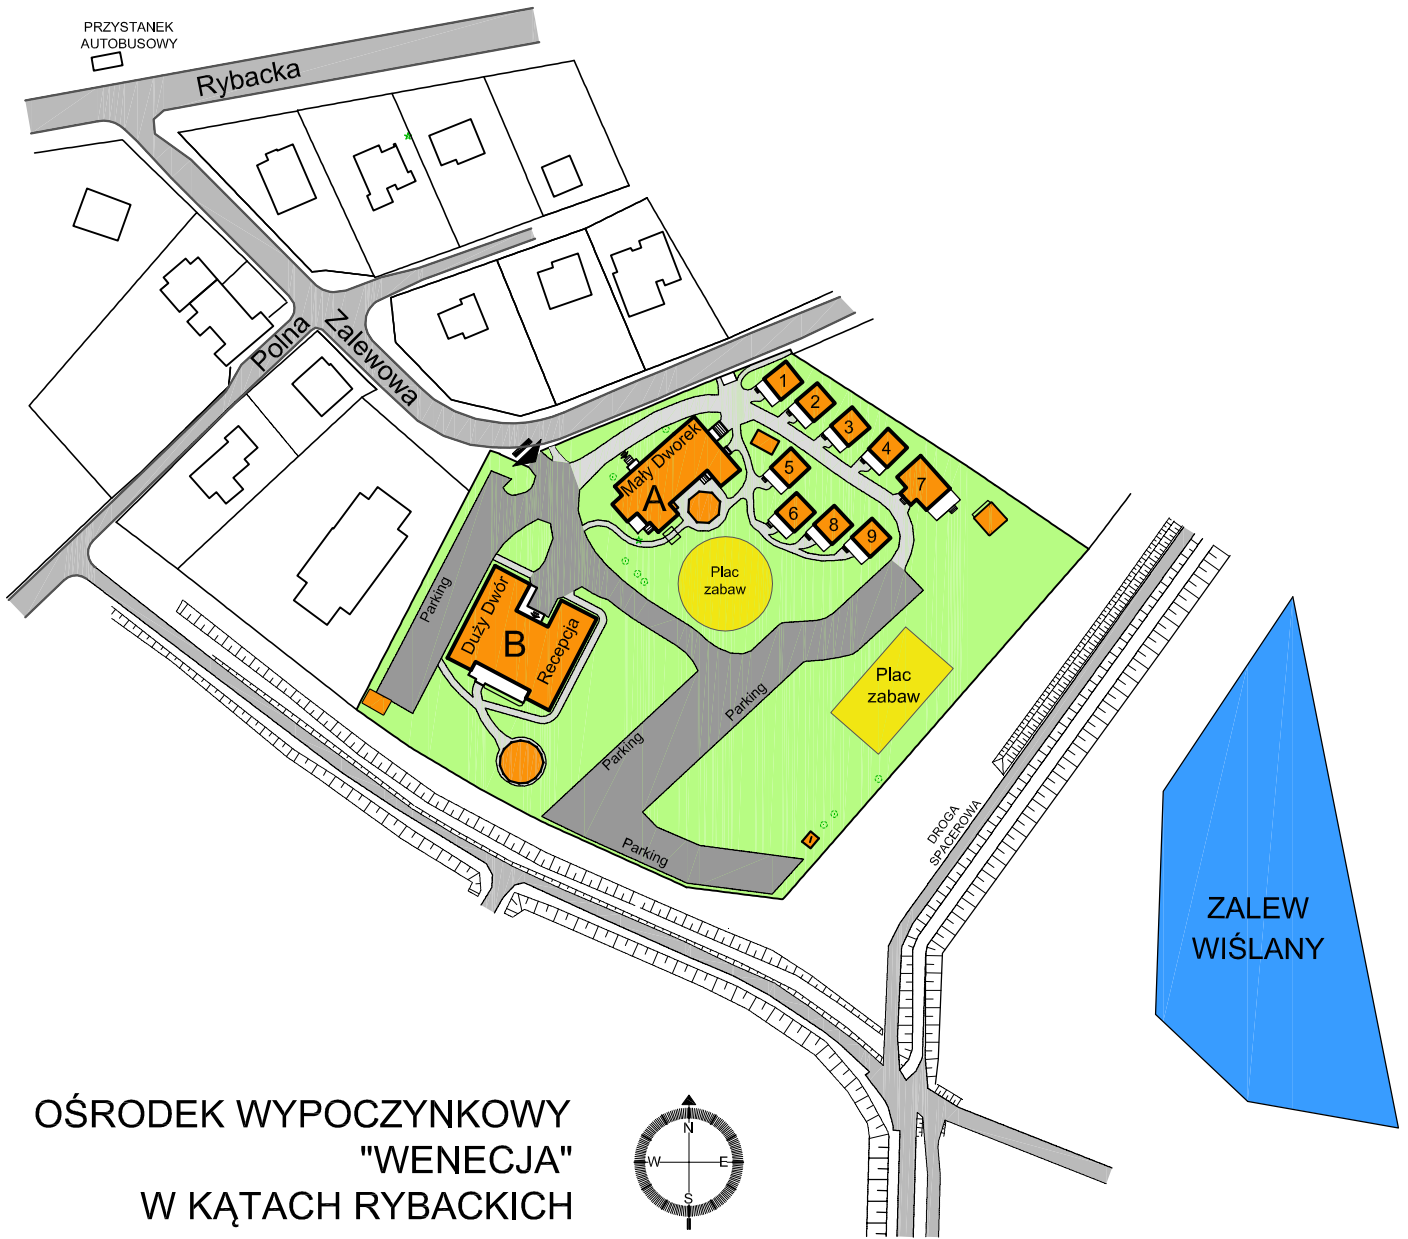 PRZYSTANEK
AUTOBUSOWY
Rybacka
Polna
Zalewowa
1
2
3
4
5
6
7
8
9
Mały Dworek
A
Plac
zabaw
Parking
Duży Dwór
B
Recepcja
Plac
zabaw
Parking
Parking
Parking
DROGA
SPACEROWA
ZALEW
WIŚLANY
OŚRODEK WYPOCZYNKOWY
"WENECJA"
W KĄTACH RYBACKICH
N
W
E
S